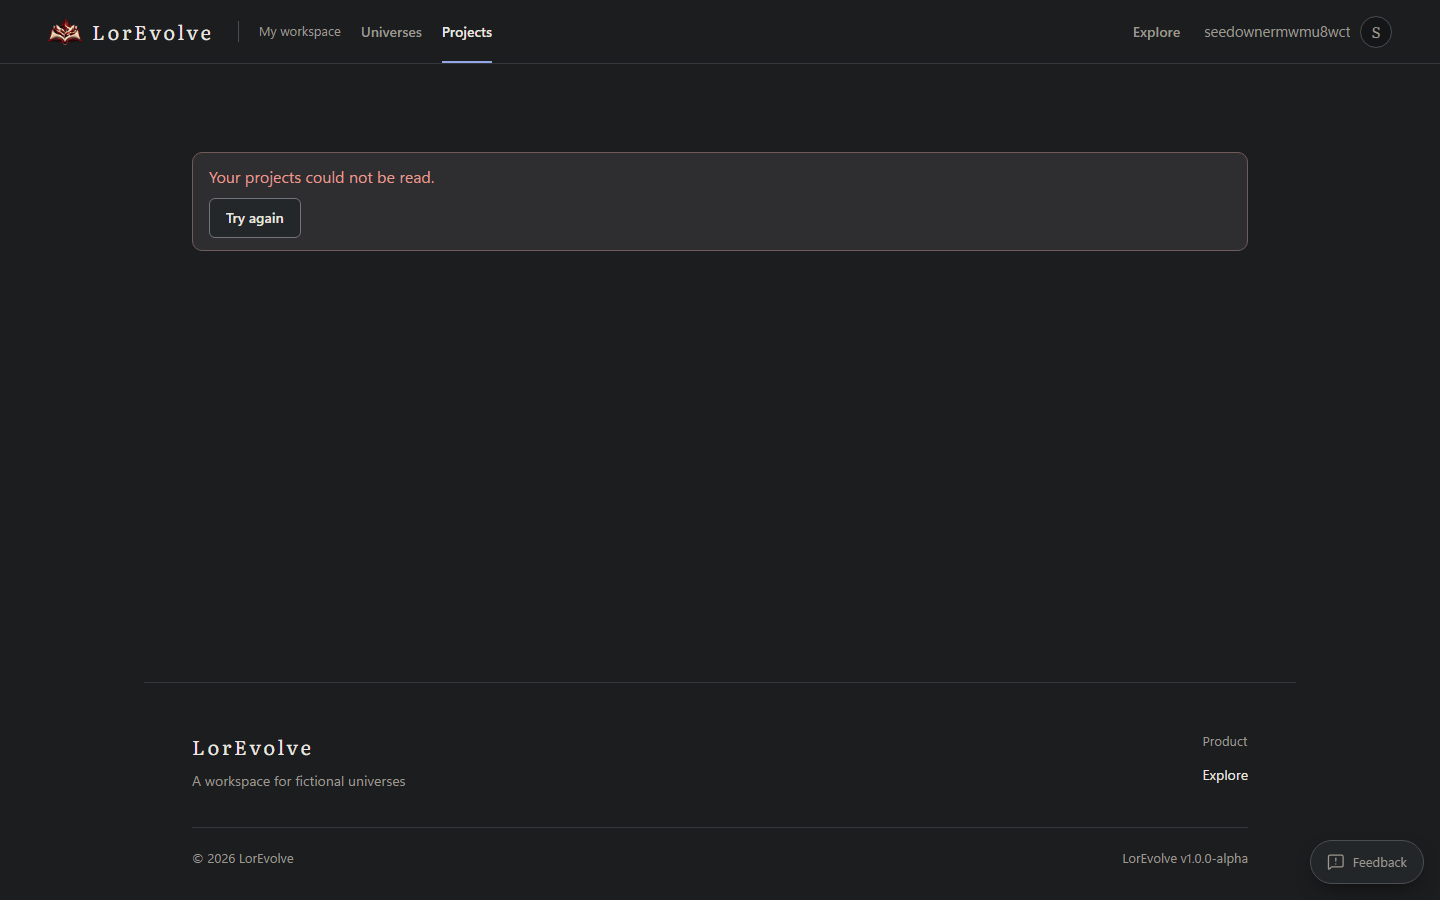 LorEvolve
My workspace
Universes
Projects
Explore
seedownermwmu8wct
S
Your projects could not be read.
Try again
LorEvolve
A workspace for fictional universes
Product
Explore
© 2026 LorEvolve
LorEvolve v1.0.0-alpha
Feedback